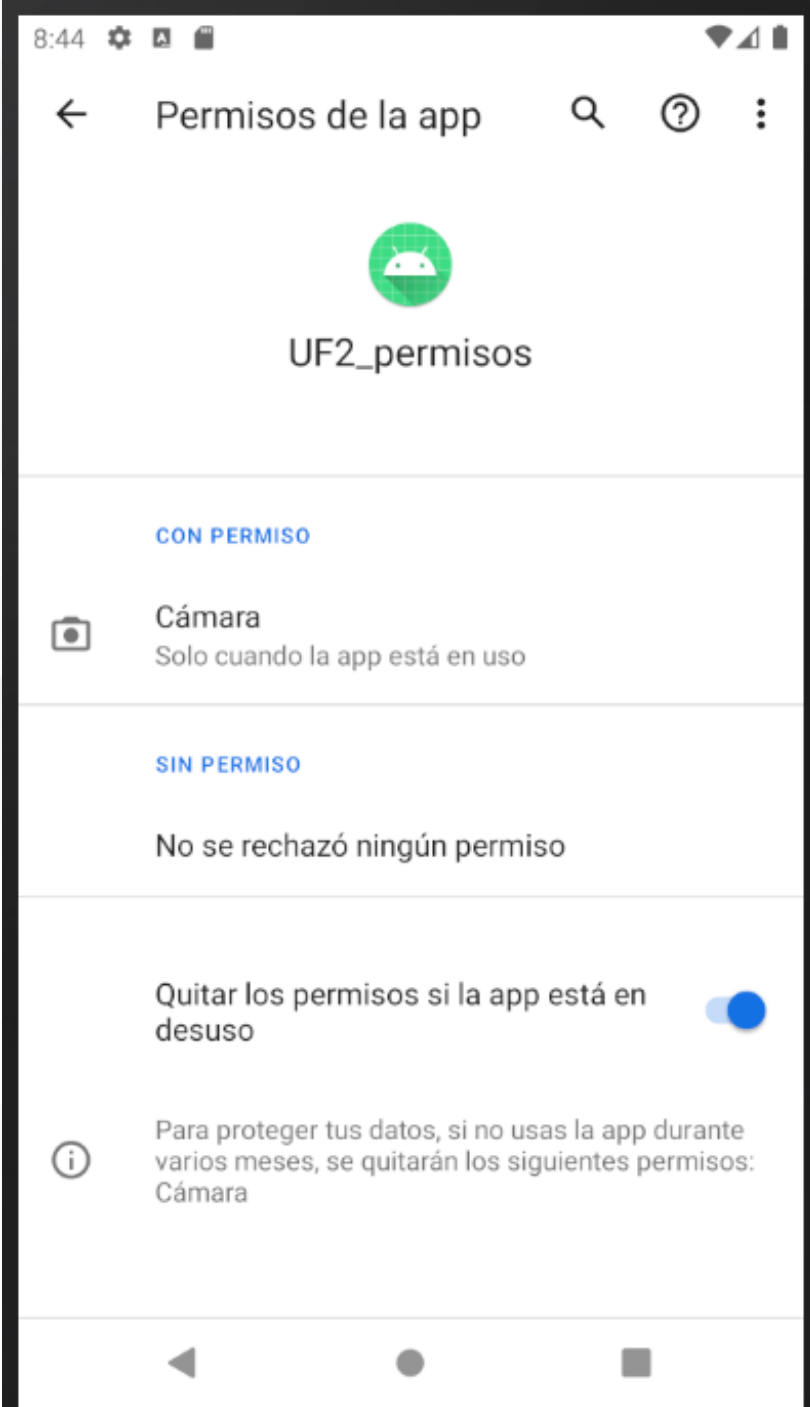 8:44
Permisos de la app
UF2_permisos
CON PERMISO
Cámara
Solo cuando la app está en uso
SIN PERMISO
No se rechazó ningún permiso
Quitar los permisos si la app está en
desuso
Para proteger tus datos, si no usas la app durante
varios meses, se quitarán los siguientes permisos:
Cámara